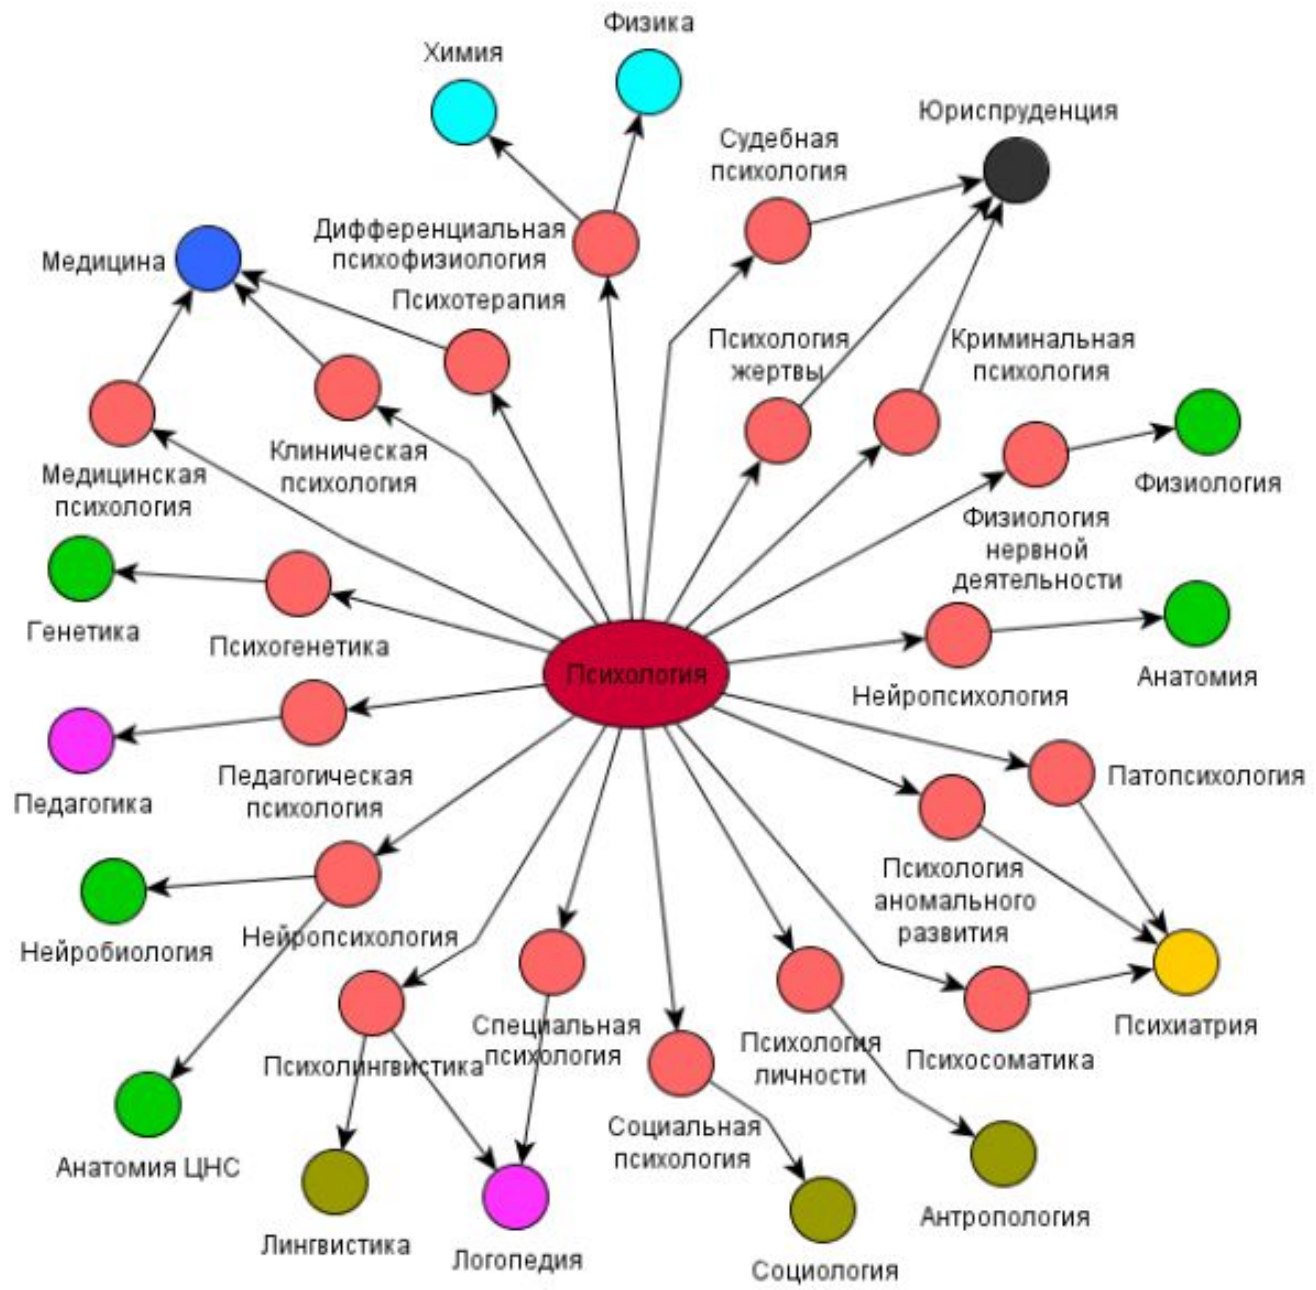 Физика
Химия
Юриспруденция
Судебная
психология
Дифференциальная
психофизиология
Медицина
Психотерапия
Психология
жертвы
Криминальная
психология
Клиническая
психология
Медицинская
психология
Физиология
Физиология
нервной
деятельности
Генетика
Психогенетика
Психология
Анатомия
Нейропсихология
Педагогика
Педагогическая
психология
Патопсихология
Психология
аномального
развития
Нейробиология
Нейропсихология
Специальная
психология
Психиатрия
Психология
личности
Психосоматика
Психолингвистика
Социальная
психология
Анатомия ЦНС
Антропология
Лингвистика
Логопедия
Социология